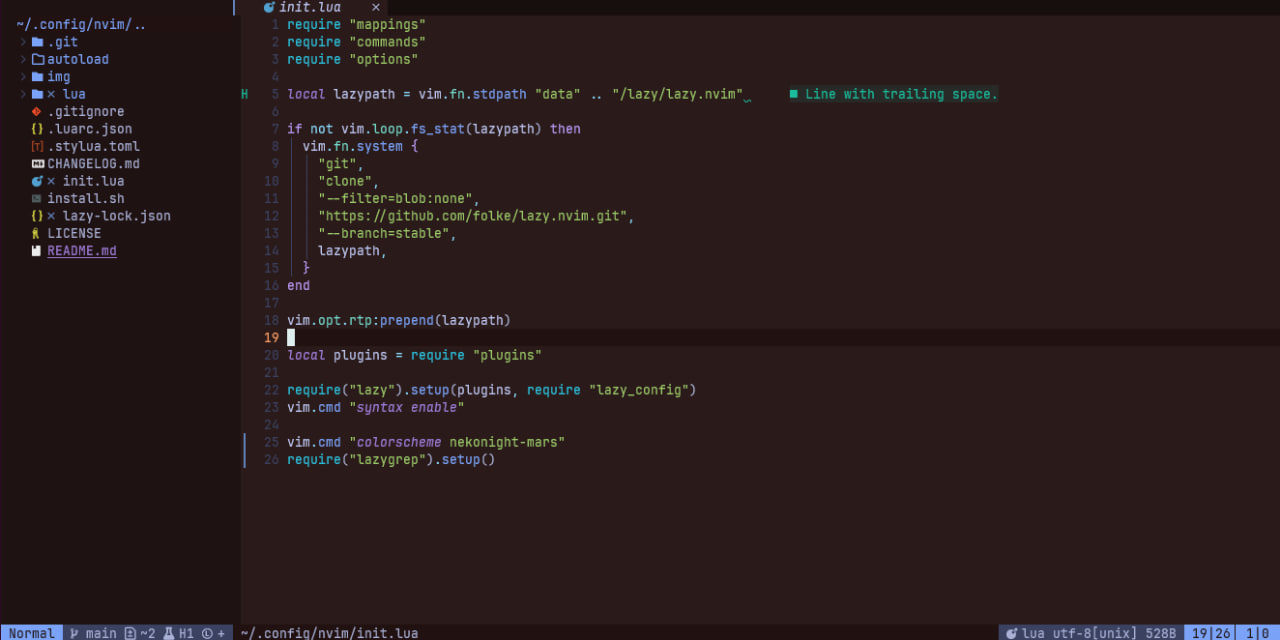 init.lua ×
~/.config/nvim/..
.git
autoload
img
× lua
.gitignore
{} .luarc.json
[T] .stylua.toml
CHANGELOG.md
× init.lua
install.sh
{} × lazy-lock.json
LICENSE
README.md
1 require "mappings"
2 require "commands"
3 require "options"
4
H 5 local lazypath = vim.fn.stdpath "data" .. "/lazy/lazy.nvim" ■ Line with trailing space.
6
7 if not vim.loop.fs_stat(lazypath) then
8 vim.fn.system {
9 "git",
10 "clone",
11 "--filter=blob:none",
12 "https://github.com/folke/lazy.nvim.git",
13 "--branch=stable",
14 lazypath,
15 }
16 end
17
18 vim.opt.rtp:prepend(lazypath)
19
20 local plugins = require "plugins"
21
22 require("lazy").setup(plugins, require "lazy_config")
23 vim.cmd "syntax enable"
24
25 vim.cmd "colorscheme nekonight-mars"
26 require("lazygrep").setup()
Normal main ~2 H1 Ⓛ + ~/.config/nvim/init.lua lua utf-8[unix] 528B 19|26 1|0